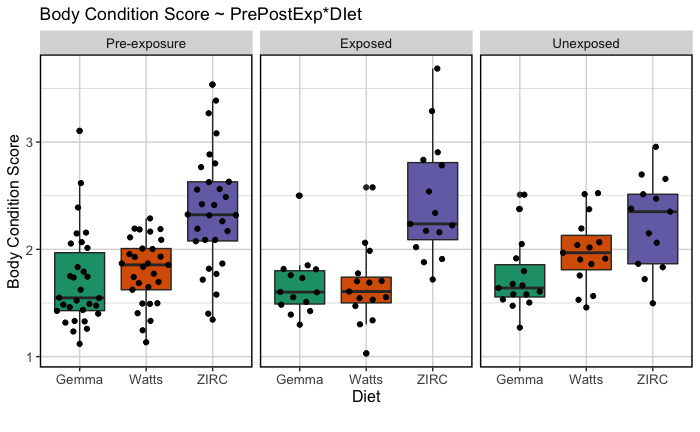 Body Condition Score ~ PrePostExp*DIet
Pre-exposure Exposed Unexposed
Body Condition Score
3
2
1
Gemma Watts ZIRC Gemma Watts ZIRC Gemma Watts ZIRC
Diet